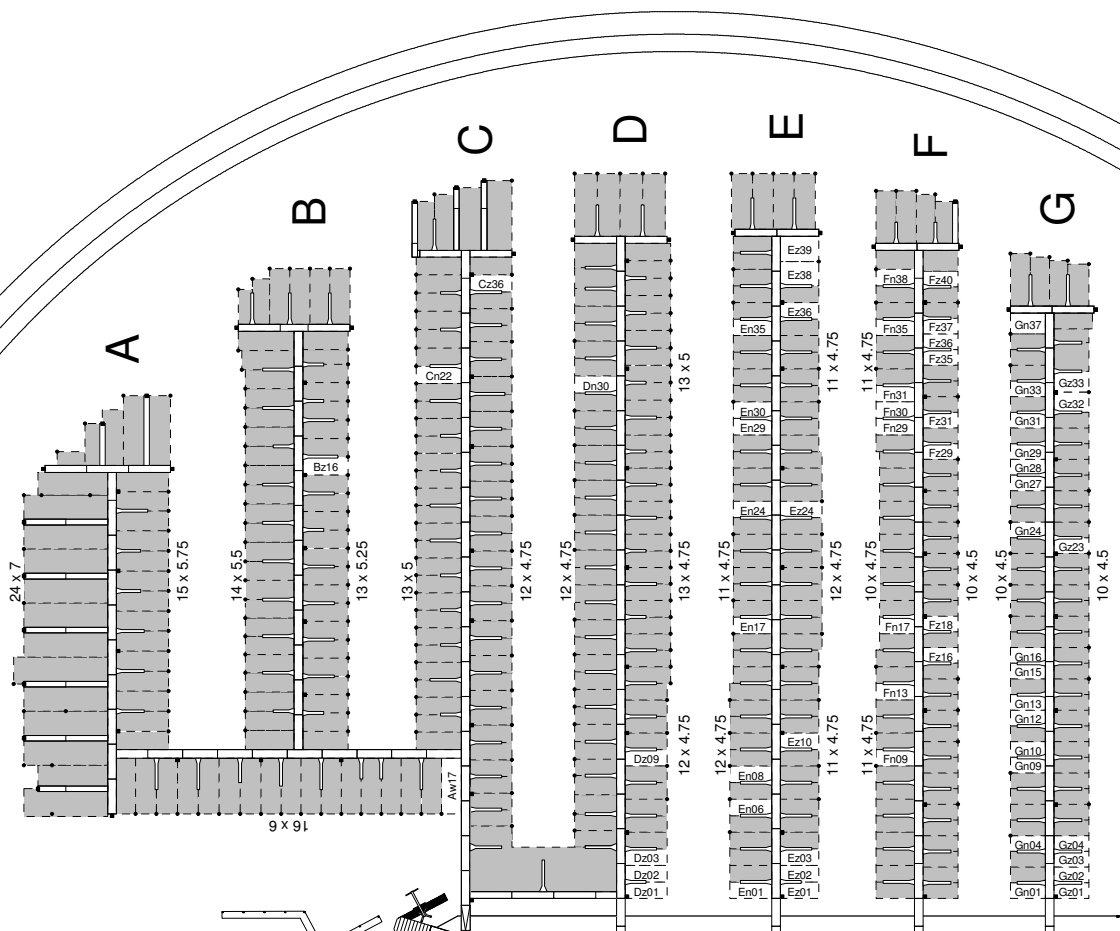 A
B
C
D
E
F
G
24 x 7
15 x 5.75
14 x 5.5
13 x 5.25
13 x 5
12 x 4.75
12 x 4.75
13 x 5
13 x 4.75
12 x 4.75
11 x 4.75
12 x 4.75
11 x 4.75
12 x 4.75
11 x 4.75
11 x 4.75
10 x 4.75
11 x 4.75
10 x 4.5
10 x 4.5
10 x 4.5
16 x 6
Aw17
Bz16
Cz36
Cn22
Dn30
Dz09
Dz03
Dz02
Dz01
En35
En30
En29
En24
En17
En08
En06
En01
Ez39
Ez38
Ez36
Ez24
Ez10
Ez03
Ez02
Ez01
Fn38
Fn35
Fn31
Fn30
Fn29
Fn17
Fn13
Fn09
Fz40
Fz37
Fz36
Fz35
Fz31
Fz29
Fz18
Fz16
Gn37
Gn33
Gn31
Gn29
Gn28
Gn27
Gn24
Gn16
Gn15
Gn13
Gn12
Gn10
Gn09
Gn04
Gn01
Gz33
Gz32
Gz23
Gz04
Gz03
Gz02
Gz01